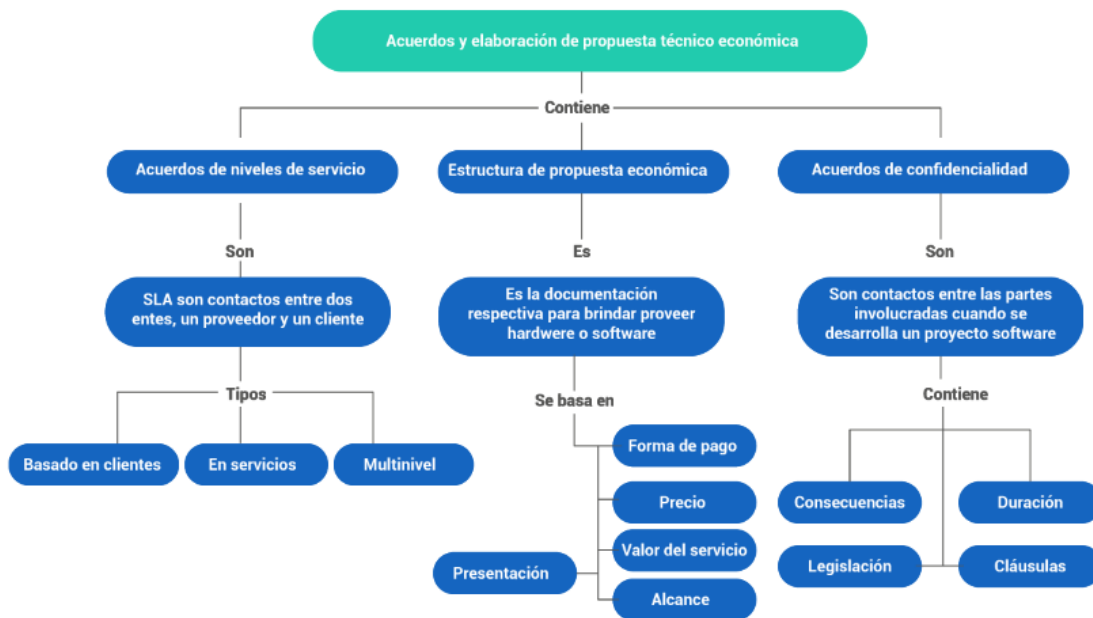 Acuerdos y elaboración de propuesta técnico económica
Contiene
Acuerdos de niveles de servicio
Estructura de propuesta económica
Acuerdos de confidencialidad
Son
Es
Son
SLA son contactos entre dos
entes, un proveedor y un cliente
Es la documentación
respectiva para brindar proveer
hardwere o software
Son contactos entre las partes
involucradas cuando se
desarrolla un proyecto software
Tipos
Se basa en
Contiene
Basado en clientes
En servicios
Multinivel
Forma de pago
Precio
Valor del servicio
Presentación
Alcance
Consecuencias
Duración
Legislación
Cláusulas